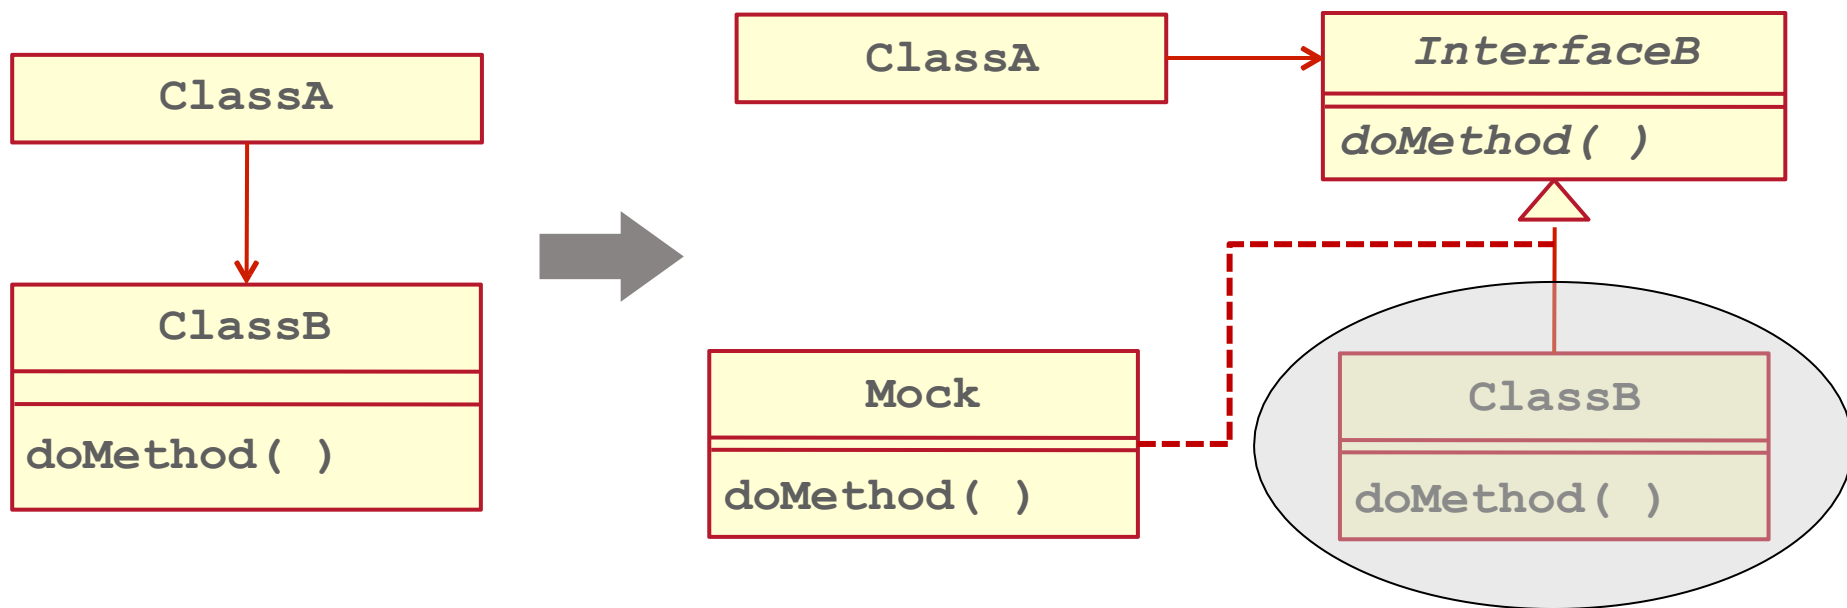 ClassA
ClassB
doMethod( )
ClassA
InterfaceB
doMethod( )
Mock
doMethod( )
ClassB
doMethod( )